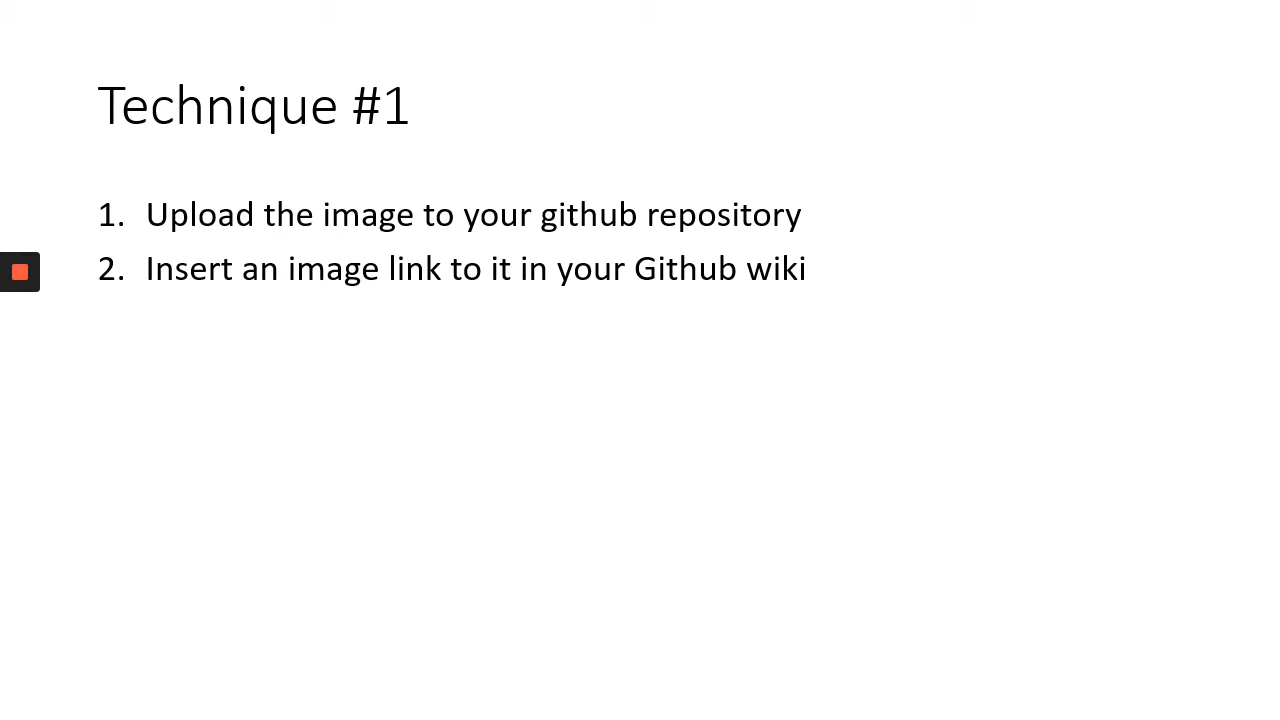 Technique #1
1. Upload the image to your github repository
2. Insert an image link to it in your Github wiki